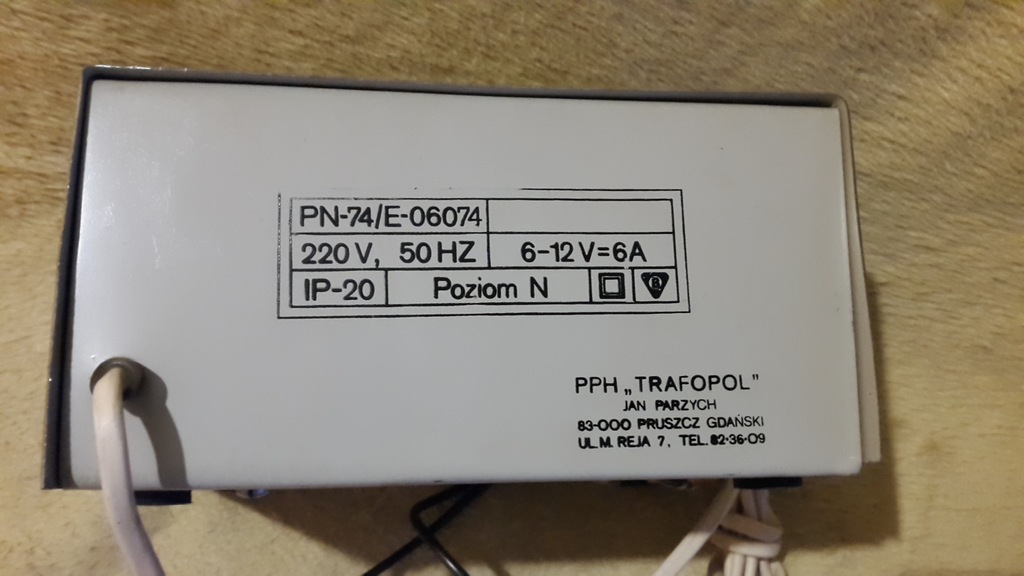 PN-74/E-06074
220 V, 50 HZ 6-12 V=6A
IP-20 Poziom N B
PPH „TRAFOPOL”
JAN PARZYCH
83-000 PRUSZCZ GDAŃSKI
UL.M. REJA 7, TEL. 82-36-09